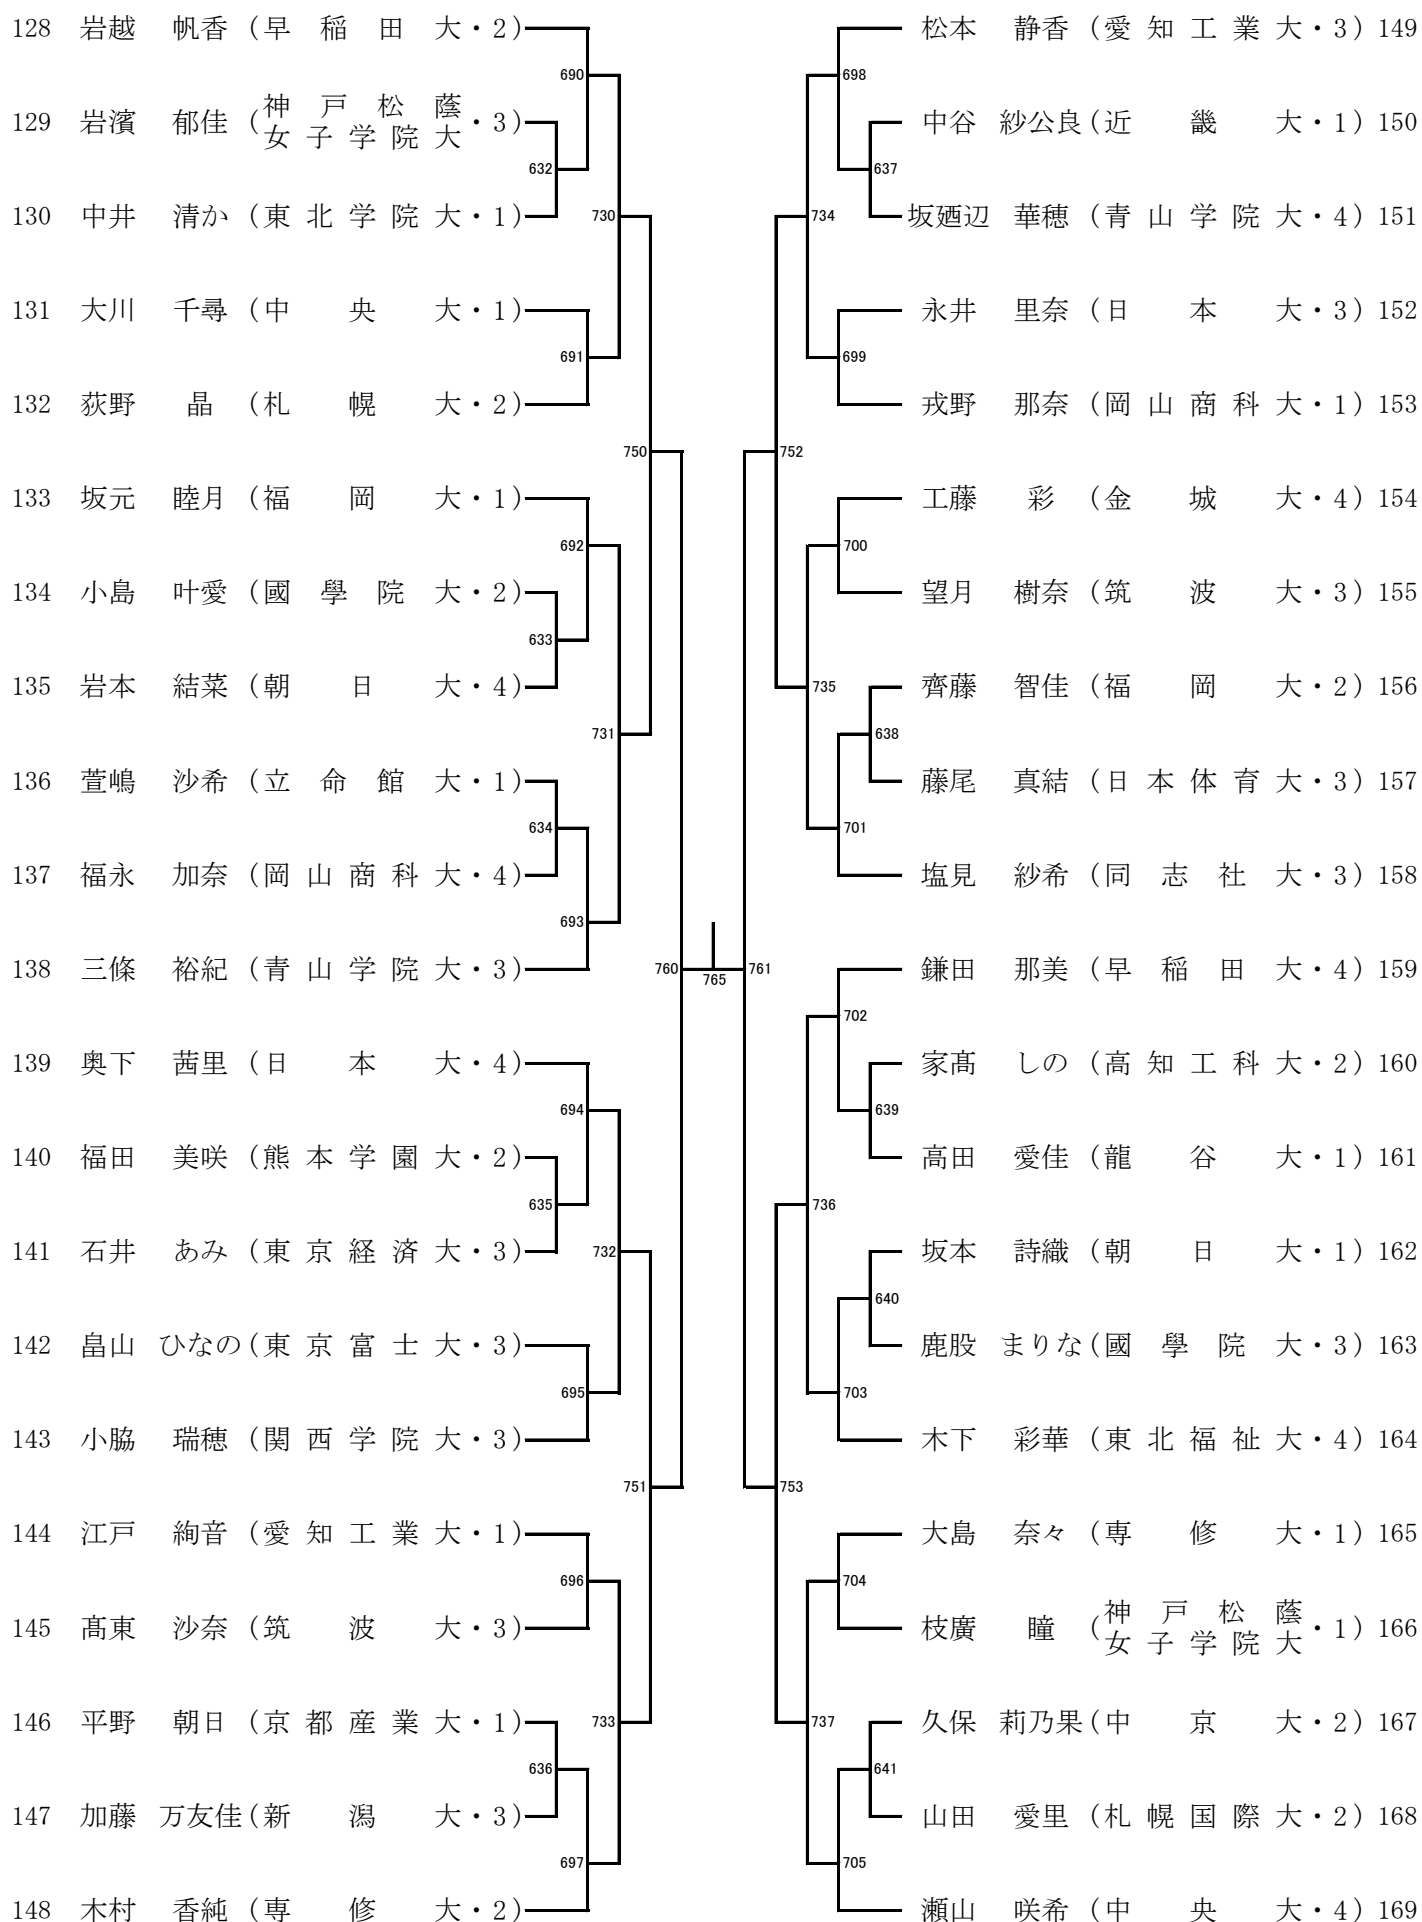 128 岩越 帆香 (早稲田大・2)
690
129 岩濱 郁佳 (神戸松蔭女子学院大・3)
632
130 中井 清か (東北学院大・1)
730
131 大川 千尋 (中央大・1)
691
132 荻野 晶 (札幌大・2)
750
133 坂元 睦月 (福岡大・1)
692
134 小島 叶愛 (國學院大・2)
633
135 岩本 結菜 (朝日大・4)
731
136 萱嶋 沙希 (立命館大・1)
634
137 福永 加奈 (岡山商科大・4)
693
138 三條 裕紀 (青山学院大・3)
760
765
139 奥下 茜里 (日本大・4)
694
140 福田 美咲 (熊本学園大・2)
635
141 石井 あみ (東京経済大・3)
732
142 畠山 ひなの (東京富士大・3)
695
143 小脇 瑞穂 (関西学院大・3)
751
144 江戸 絢音 (愛知工業大・1)
696
145 髙東 沙奈 (筑波大・3)
733
146 平野 朝日 (京都産業大・1)
636
147 加藤 万友佳 (新潟大・3)
697
148 木村 香純 (専修大・2)
松本 静香 (愛知工業大・3) 149
698
中谷 紗公良 (近畿大・1) 150
637
坂廼辺 華穂 (青山学院大・4) 151
734
永井 里奈 (日本大・3) 152
699
戎野 那奈 (岡山商科大・1) 153
752
工藤 彩 (金城大・4) 154
700
望月 樹奈 (筑波大・3) 155
735
齊藤 智佳 (福岡大・2) 156
638
藤尾 真結 (日本体育大・3) 157
701
塩見 紗希 (同志社大・3) 158
761
鎌田 那美 (早稲田大・4) 159
702
家髙 しの (高知工科大・2) 160
639
高田 愛佳 (龍谷大・1) 161
736
坂本 詩織 (朝日大・1) 162
640
鹿股 まりな (國學院大・3) 163
703
木下 彩華 (東北福祉大・4) 164
753
大島 奈々 (専修大・1) 165
704
枝廣 瞳 (神戸松蔭女子学院大・1) 166
737
久保 莉乃果 (中京大・2) 167
641
山田 愛里 (札幌国際大・2) 168
705
瀬山 咲希 (中央大・4) 169